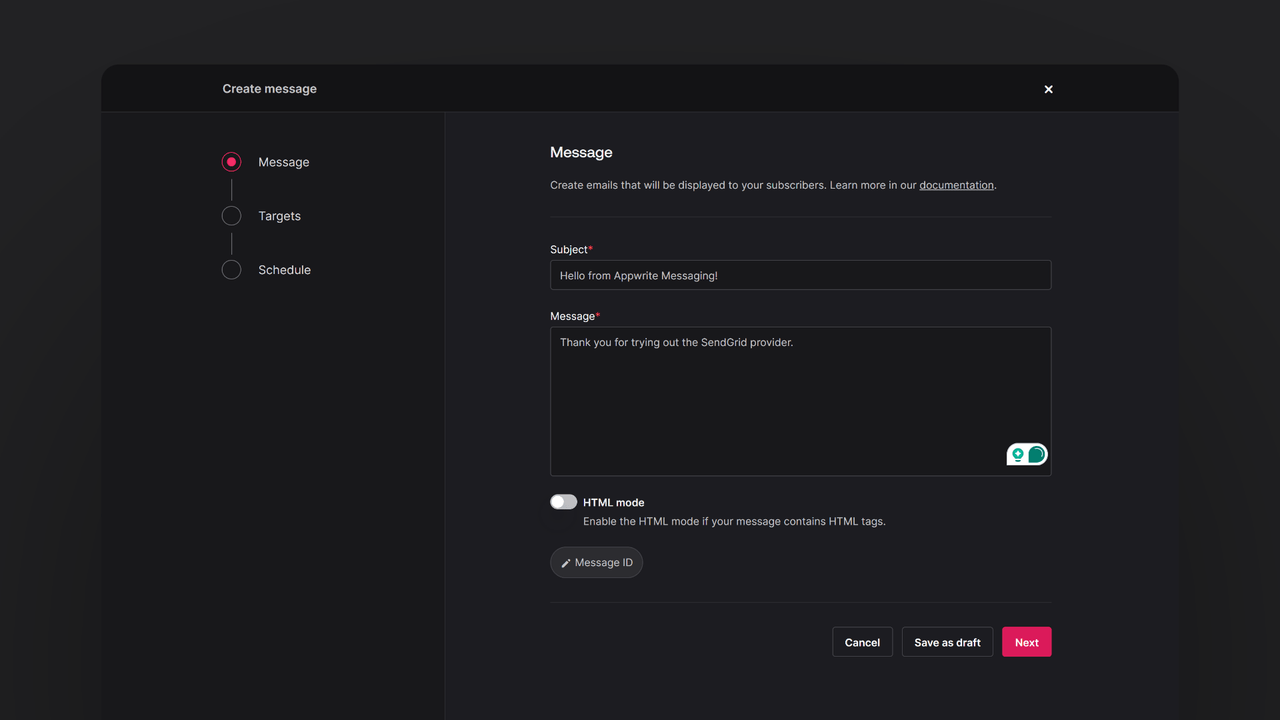 Create message
Message
Targets
Schedule
Message
Create emails that will be displayed to your subscribers. Learn more in our documentation.
Subject*
Hello from Appwrite Messaging!
Message*
Thank you for trying out the SendGrid provider.
HTML mode
Enable the HTML mode if your message contains HTML tags.
Message ID
Cancel
Save as draft
Next